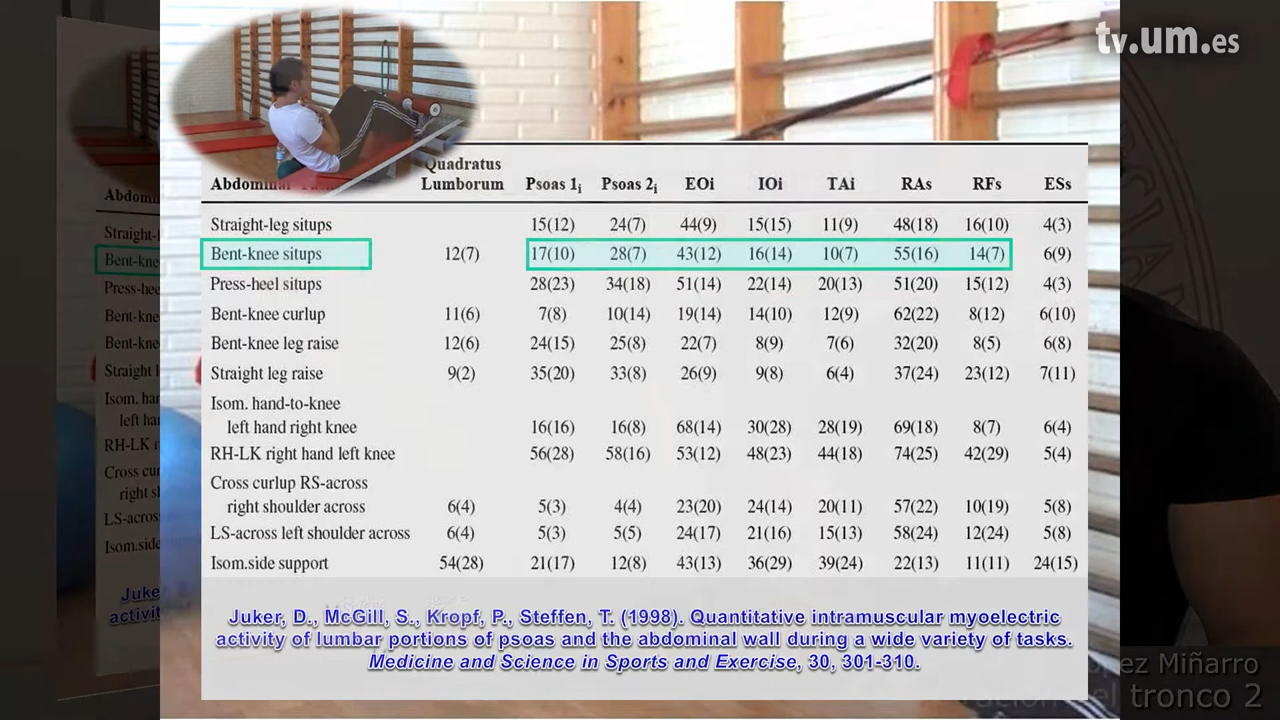 tv.um.es
Quadratus
Abdominal Lumborum Psoas 1i Psoas 2i EOi IOi TAi RAs RFs ESs
Straight-leg situps 15(12) 24(7) 44(9) 15(15) 11(9) 48(18) 16(10) 4(3)
Bent-knee situps 12(7) 17(10) 28(7) 43(12) 16(14) 10(7) 55(16) 14(7) 6(9)
Press-heel situps 28(23) 34(18) 51(14) 22(14) 20(13) 51(20) 15(12) 4(3)
Bent-knee curlup 11(6) 7(8) 10(14) 19(14) 14(10) 12(9) 62(22) 8(12) 6(10)
Bent-knee leg raise 12(6) 24(15) 25(8) 22(7) 8(9) 7(6) 32(20) 8(5) 6(8)
Straight leg raise 9(2) 35(20) 33(8) 26(9) 9(8) 6(4) 37(24) 23(12) 7(11)
Isom. hand-to-knee
left hand right knee 16(16) 16(8) 68(14) 30(28) 28(19) 69(18) 8(7) 6(4)
RH-LK right hand left knee 56(28) 58(16) 53(12) 48(23) 44(18) 74(25) 42(29) 5(4)
Cross curlup RS-across
right shoulder across 6(4) 5(3) 4(4) 23(20) 24(14) 20(11) 57(22) 10(19) 5(8)
LS-across left shoulder across 6(4) 5(3) 5(5) 24(17) 21(16) 15(13) 58(24) 12(24) 5(8)
Isom.side support 54(28) 21(17) 12(8) 43(13) 36(29) 39(24) 22(13) 11(11) 24(15)
Juker, D., McGill, S., Kropf, P., Steffen, T. (1998). Quantitative intramuscular myoelectric
activity of lumbar portions of psoas and the abdominal wall during a wide variety of tasks.
Medicine and Science in Sports and Exercise, 30, 301-310.
Miñarro
tronco 2